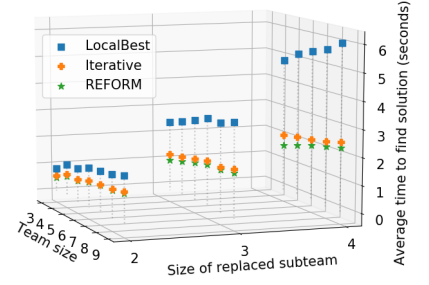 LocalBest
Iterative
REFORM
6
5
4
3
2
1
0
Average time to find solution (seconds)
3 4 5 6 7 8 9
Team size
2 3 4
Size of replaced subteam